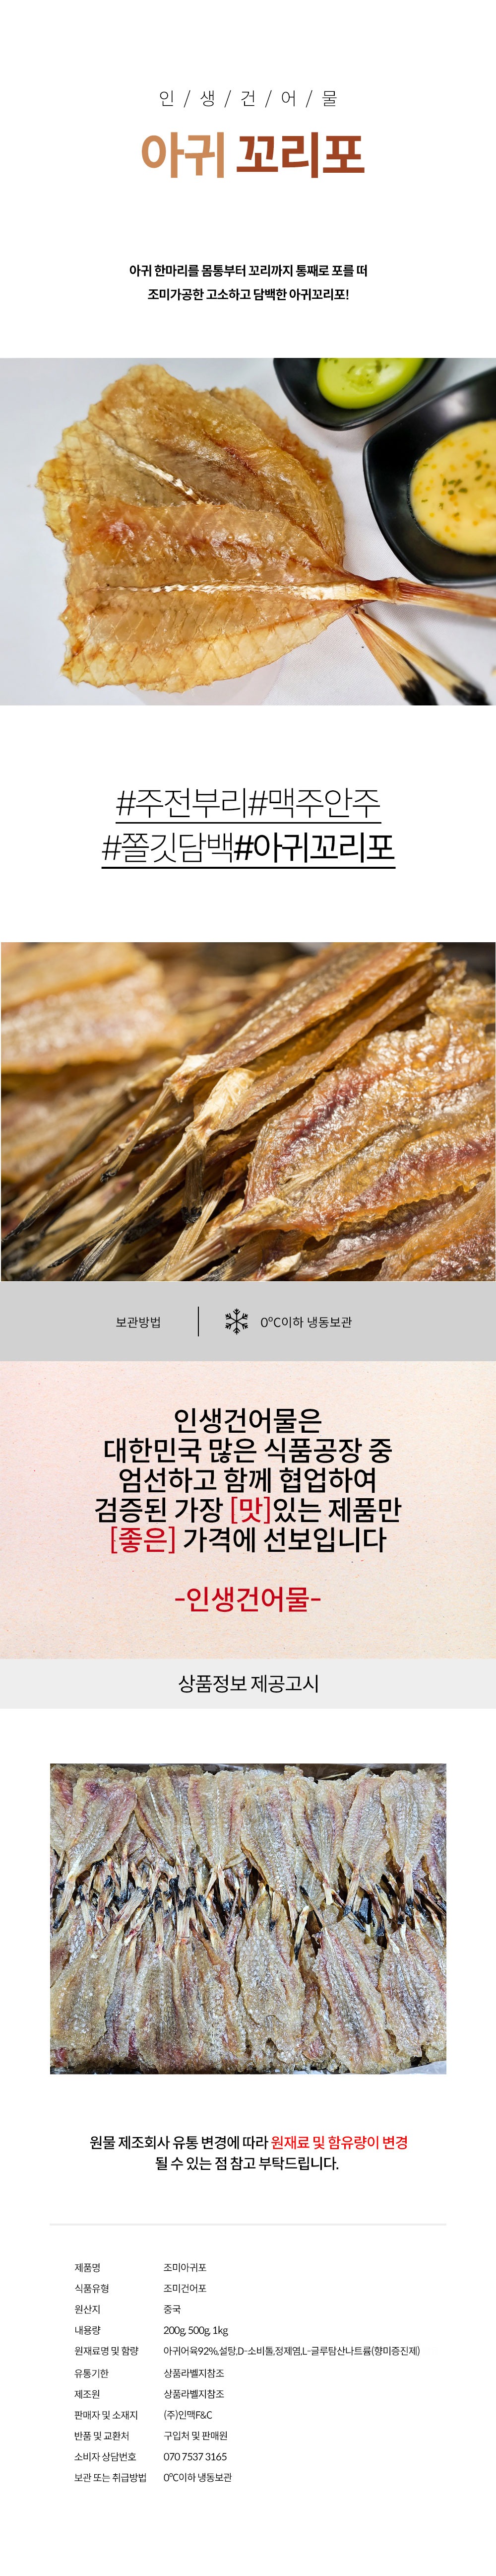 인 / 생 / 건 / 어 / 물
아귀 꼬리포
아귀 한마리를 몸통부터 꼬리까지 통째로 포를 떠
조미가공한 고소하고 담백한 아귀꼬리포!
#주전부리#맥주안주
#쫄깃담백#아귀꼬리포
보관방법 0℃이하 냉동보관
인생건어물은
대한민국 많은 식품공장 중
엄선하고 함께 협업하여
검증된 가장 [맛]있는 제품만
[좋은] 가격에 선보입니다
-인생건어물-
상품정보 제공고시
원물 제조회사 유통 변경에 따라 원재료 및 함유량이 변경
될 수 있는 점 참고 부탁드립니다.
제품명 조미아귀포
식품유형 조미건어포
원산지 중국
내용량 200g, 500g, 1kg
원재료명 및 함량 아귀어육92%,설탕,D-소비톨,정제염,L-글루탐산나트륨(향미증진제)
유통기한 상품라벨지참조
제조원 상품라벨지참조
판매자 및 소재지 (주)인맥F&C
반품 및 교환처 구입처 및 판매원
소비자 상담번호 070 7537 3165
보관 또는 취급방법 0℃이하 냉동보관